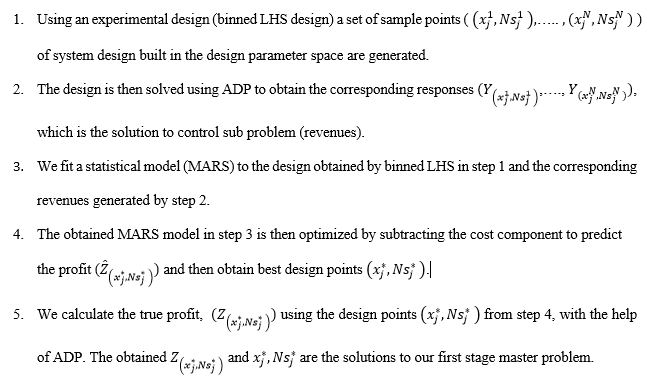 1. Using an experimental design (binned LHS design) a set of sample points ( (x_j^1, Ns_j^1 ),….. , (x_j^N, Ns_j^N ) )
of system design built in the design parameter space are generated.
2. The design is then solved using ADP to obtain the corresponding responses (Y_(x_j^1,Ns_j^1 ),…., Y_(x_j^N,Ns_j^N )),
which is the solution to control sub problem (revenues).
3. We fit a statistical model (MARS) to the design obtained by binned LHS in step 1 and the corresponding
revenues generated by step 2.
4. The obtained MARS model in step 3 is then optimized by subtracting the cost component to predict
the profit (Ẑ_(x_j^*,Ns_j^* )) and then obtain best design points (x_j^*, Ns_j^* ).
5. We calculate the true profit, (Z_(x_j^*,Ns_j^* )) using the design points (x_j^*, Ns_j^* ) from step 4, with the help
of ADP. The obtained Z_(x_j^*,Ns_j^* ) and x_j^*, Ns_j^* are the solutions to our first stage master problem.